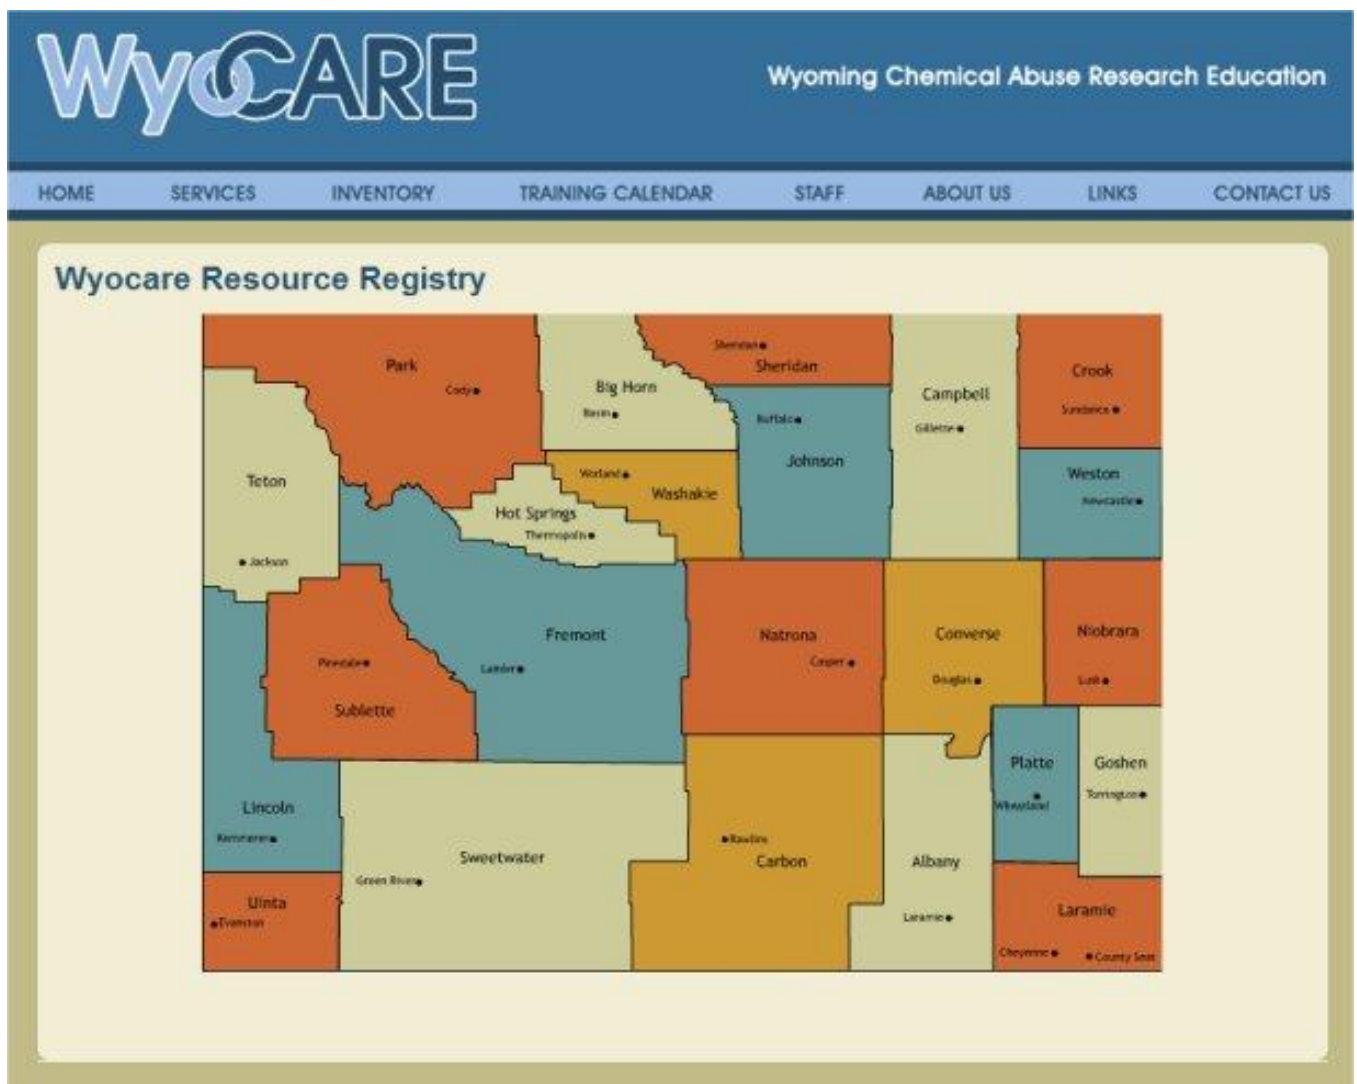 WyoCARE
Wyoming Chemical Abuse Research Education
HOME SERVICES INVENTORY TRAINING CALENDAR STAFF ABOUT US LINKS CONTACT US
Wyocare Resource Registry
Sheridan
Park
Sheridan
Crook
Big Horn
Cody
Campbell
Basin
Sundance
Buffalo
Gillette
Johnson
Weston
Teton
Worland
Washakie
Newcastle
Hot Springs
Thermopolis
Jackson
Fremont
Natrona
Converse
Niobrara
Pinedale
Lander
Casper
Douglas
Lusk
Sublette
Platte
Goshen
Torrington
Wheatland
Lincoln
Kemmerer
Rawlins
Sweetwater
Carbon
Albany
Green River
Uinta
Laramie
Evanston
Laramie
Cheyenne
County Seat